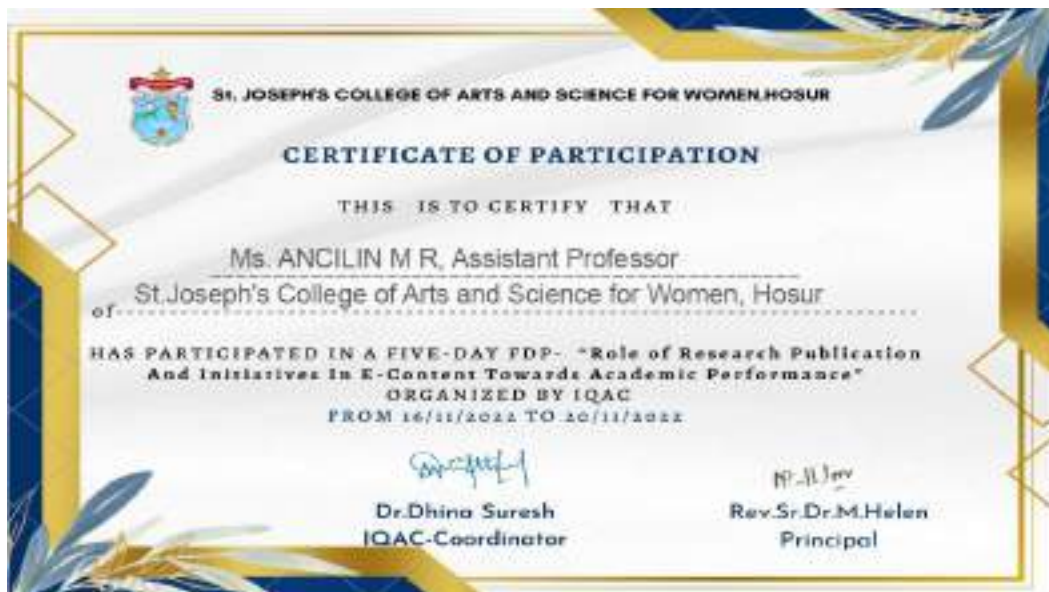 St. JOSEPH'S COLLEGE OF ARTS AND SCIENCE FOR WOMEN,HOSUR
CERTIFICATE OF PARTICIPATION
THIS IS TO CERTIFY THAT
Ms. ANCILIN M R, Assistant Professor
of St.Joseph's College of Arts and Science for Women, Hosur
HAS PARTICIPATED IN A FIVE-DAY FDP- "Role of Research Publication
And Initiatives In E-Content Towards Academic Performance"
ORGANIZED BY IQAC
FROM 16/11/2022 TO 20/11/2022
Dr.Dhina Suresh
IQAC-Coordinator
Rev.Sr.Dr.M.Helen
Principal